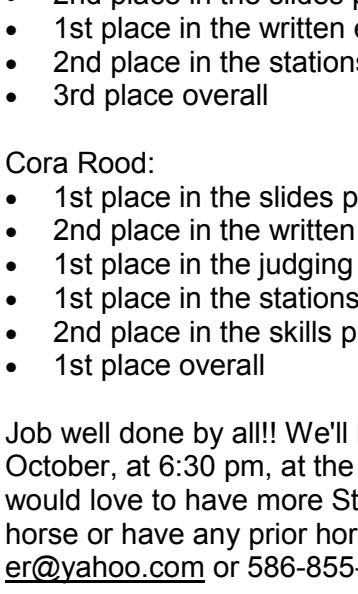 2nd place in the slides
• 1st place in the written
• 2nd place in the stations
• 3rd place overall
Cora Rood:
• 1st place in the slides
• 2nd place in the written
• 1st place in the judging
• 1st place in the stations
• 2nd place in the skills
• 1st place overall
Job well done by all!! We'll
October, at 6:30 pm, at the
would love to have more
horse or have any prior
er@yahoo.com or 586-855-